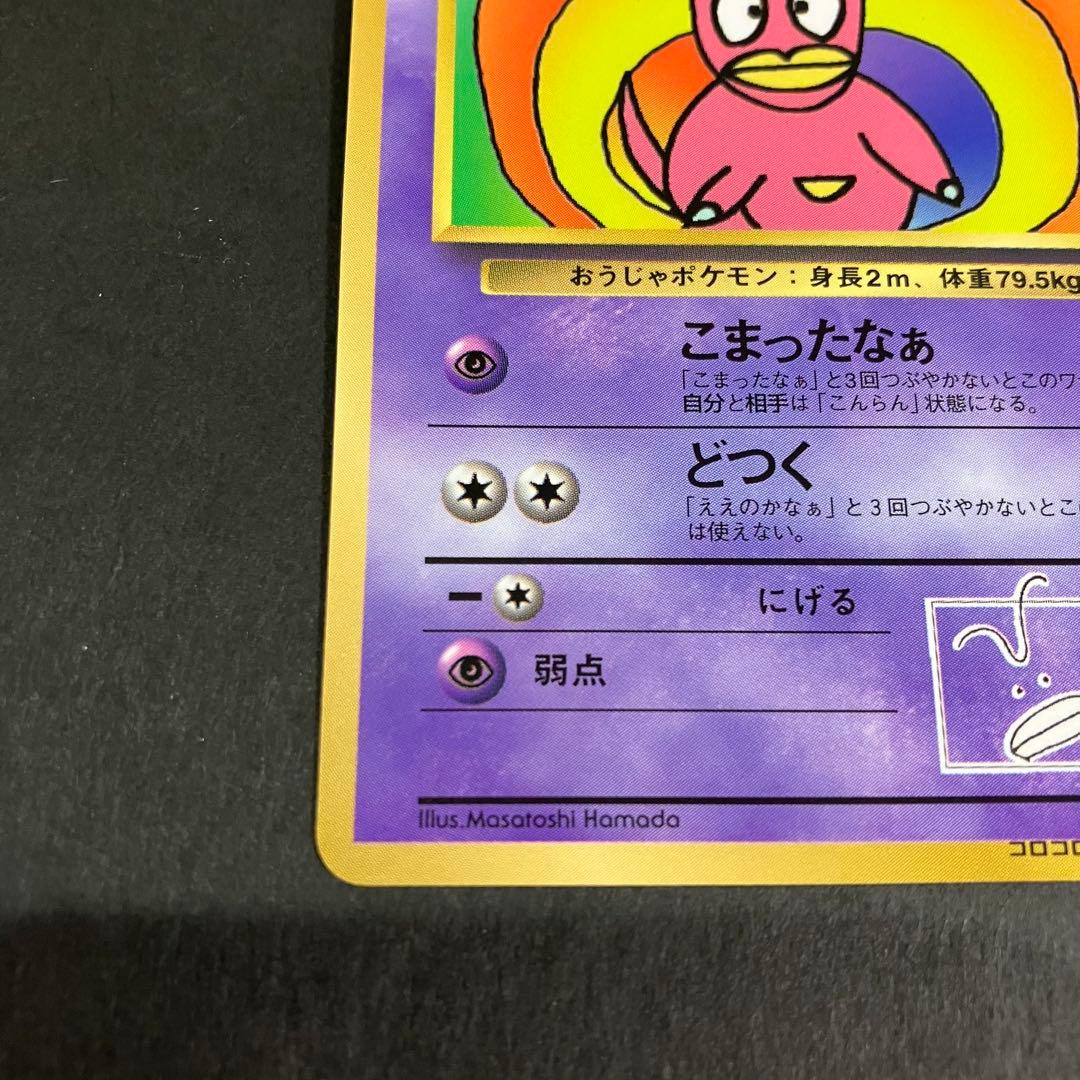 おうじゃポケモン：身長2m、体重79.5kg
こまったなぁ
「こまったなぁ」と3回つぶやかないとこのワ
自分と相手は「こんらん」状態になる。
どつく
「ええのかなぁ」と3回つぶやかないとこ
は使えない。
にげる
弱点
Illus.Masatoshi Hamada
コロコロ